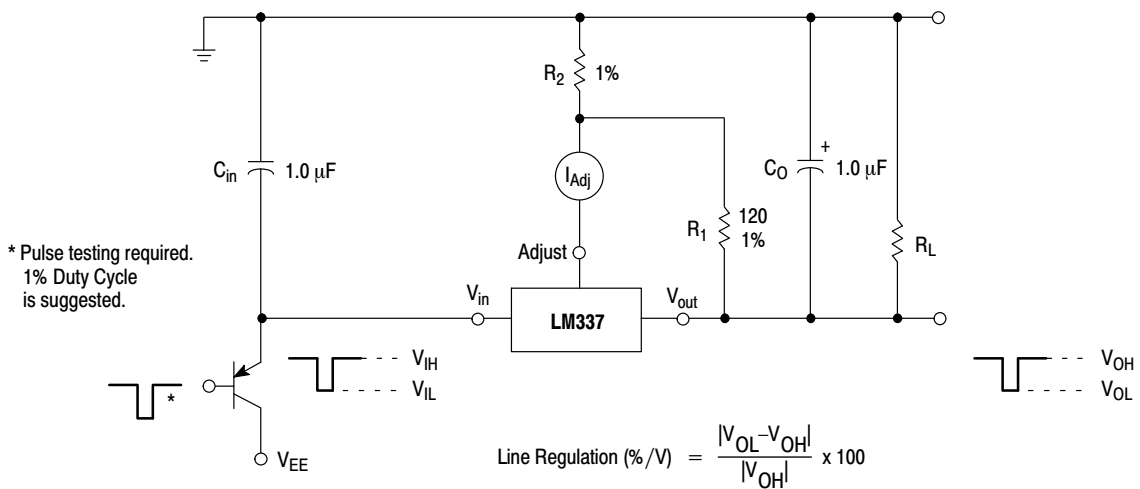 R2
1%
Cin
1.0 μF
IAdj
CO
+
1.0 μF
R1
120
1%
RL
* Pulse testing required.
1% Duty Cycle
is suggested.
Adjust
Vin
LM337
Vout
*
VIH
VIL
VOH
VOL
VEE
Line Regulation (%/V) = |VOL–VOH| / |VOH| x 100